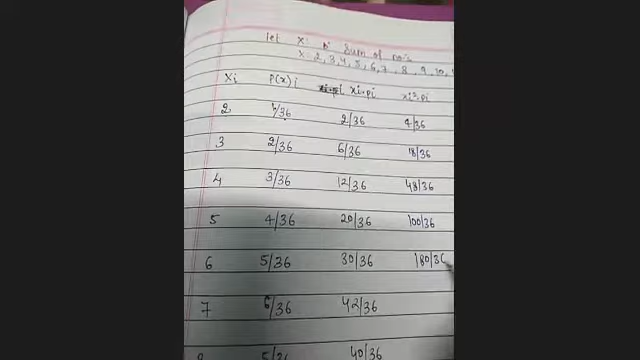 let X = Sum of no's
X = 2, 3, 4, 5, 6, 7, 8, 9, 10,
Xi P(x)i xi.pi xi².pi
2 1/36 2/36 4/36
3 2/36 6/36 18/36
4 3/36 12/36 48/36
5 4/36 20/36 100/36
6 5/36 30/36 180/36
7 6/36 42/36
8 5/36 40/36